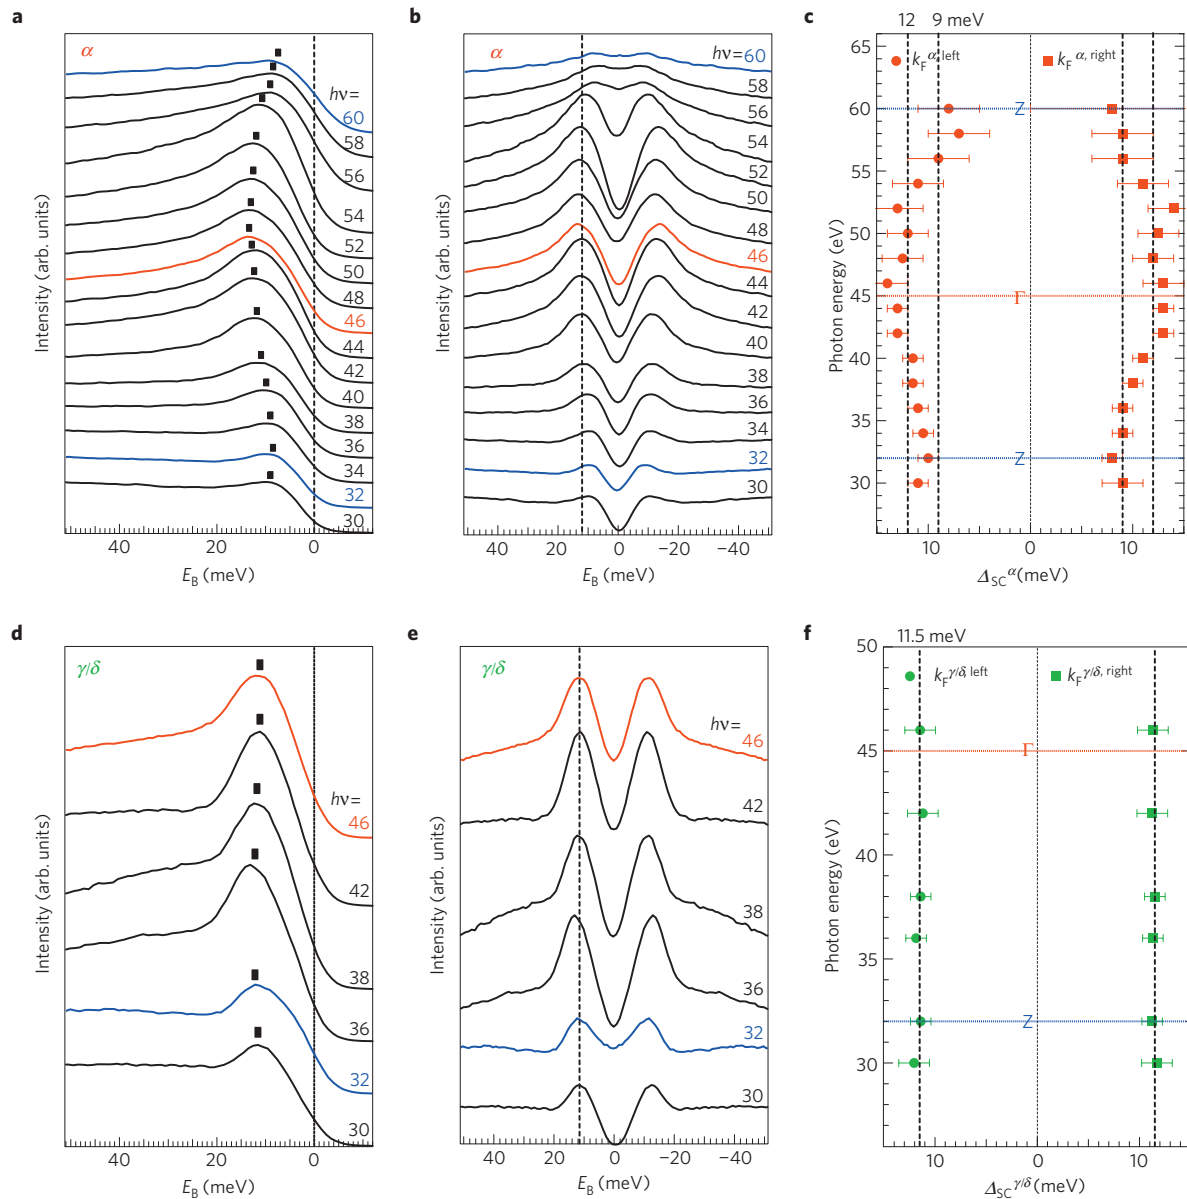 a
α
hν=
60
58
56
54
52
50
48
46
44
42
40
38
36
34
32
30
Intensity (arb. units)
40 20 0
E_B (meV)
b
α
hν=60
58
56
54
52
50
48
46
44
42
40
38
36
34
32
30
Intensity (arb. units)
40 20 0 −20 −40
E_B (meV)
c
12 9 meV
k_F^α, left k_F^α, right
Z
Γ
Z
65
60
55
50
45
40
35
30
Photon energy (eV)
10 0 10
Δ_SC^α(meV)
d
γ/δ
hν=
46
42
38
36
32
30
Intensity (arb. units)
40 20 0
E_B (meV)
e
γ/δ
hν=
46
42
38
36
32
30
Intensity (arb. units)
40 20 0 −20 −40
E_B (meV)
f
11.5 meV
k_F^γ/δ, left k_F^γ/δ, right
Γ
Z
50
45
40
35
30
Photon energy (eV)
10 0 10
Δ_SC^γ/δ (meV)